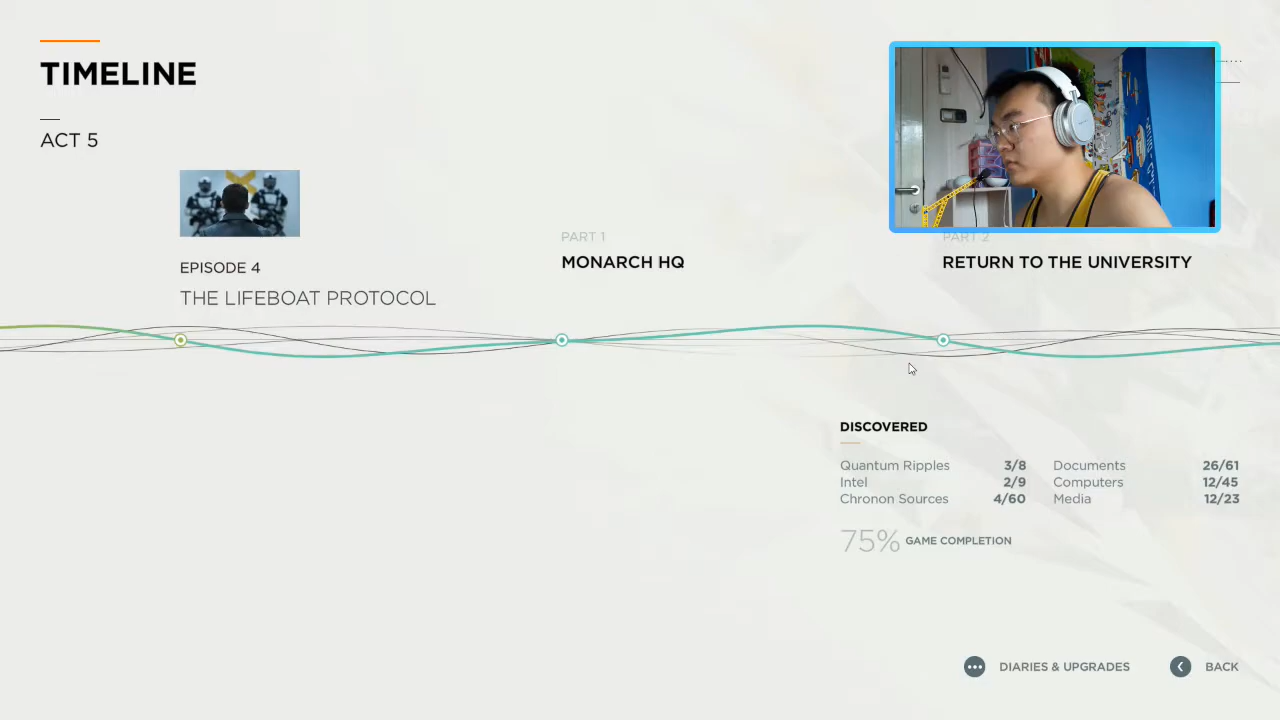 TIMELINE
ACT 5
EPISODE 4
THE LIFEBOAT PROTOCOL
PART 1
MONARCH HQ
PART 2
RETURN TO THE UNIVERSITY
DISCOVERED
Quantum Ripples 3/8
Intel 2/9
Chronon Sources 4/60
Documents 26/61
Computers 12/45
Media 12/23
75% GAME COMPLETION
DIARIES & UPGRADES
BACK